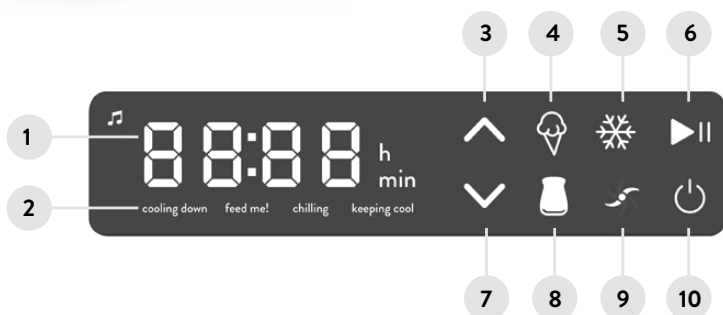 3 4 5 6
1 88:88 h
min
2 cooling down feed me! chilling keeping cool
7 8 9 10